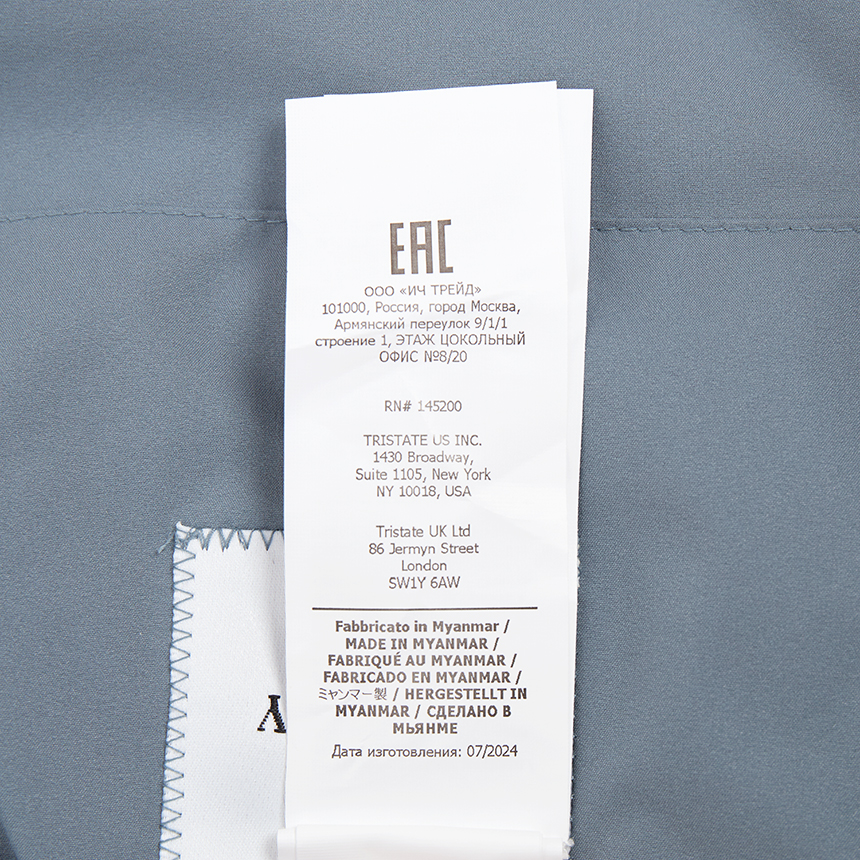 EAC
ООО «ИЧ ТРЕЙД»
101000, Россия, город Москва,
Армянский переулок 9/1/1
строение 1, ЭТАЖ ЦОКОЛЬНЫЙ
ОФИС №8/20
RN# 145200
TRISTATE US INC.
1430 Broadway,
Suite 1105, New York
NY 10018, USA
Tristate UK Ltd
86 Jermyn Street
London
SW1Y 6AW
Fabbricato in Myanmar /
MADE IN MYANMAR /
FABRIQUÉ AU MYANMAR /
FABRICADO EN MYANMAR /
ミャンマー製 / HERGESTELLT IN
MYANMAR / СДЕЛАНО В
МЬЯНМЕ
Дата изготовления: 07/2024